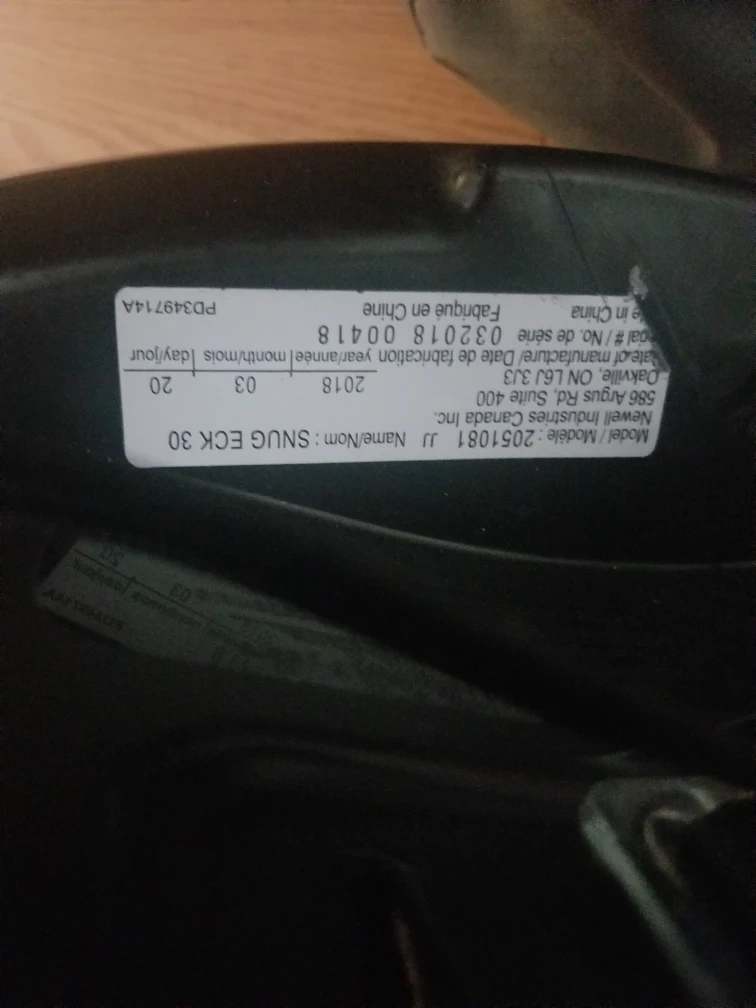 Model / Modèle : 2051081 JJ Name/Nom : SNUG ECK 30
Newell Industries Canada Inc.
586 Argus Rd, Suite 400
Oakville, ON L6J 3J3 2018 03 20
Date of manufacture/ Date de fabrication year/année month/mois day/jour
/ No. de série 032018 00418
in China Fabriqué en Chine PD349714A